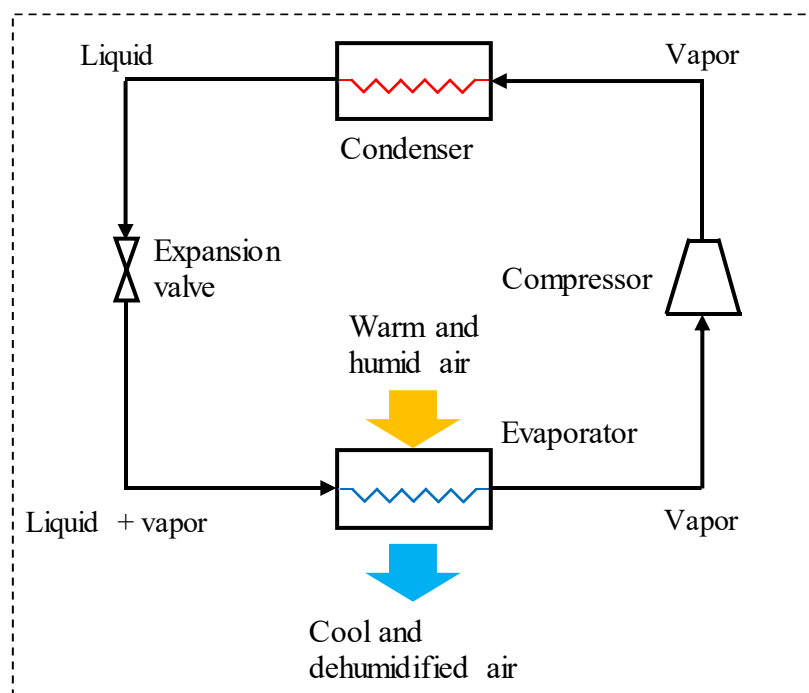 Liquid
Vapor
Condenser
Expansion
valve
Compressor
Warm and
humid air
Evaporator
Liquid + vapor
Vapor
Cool and
dehumidified air